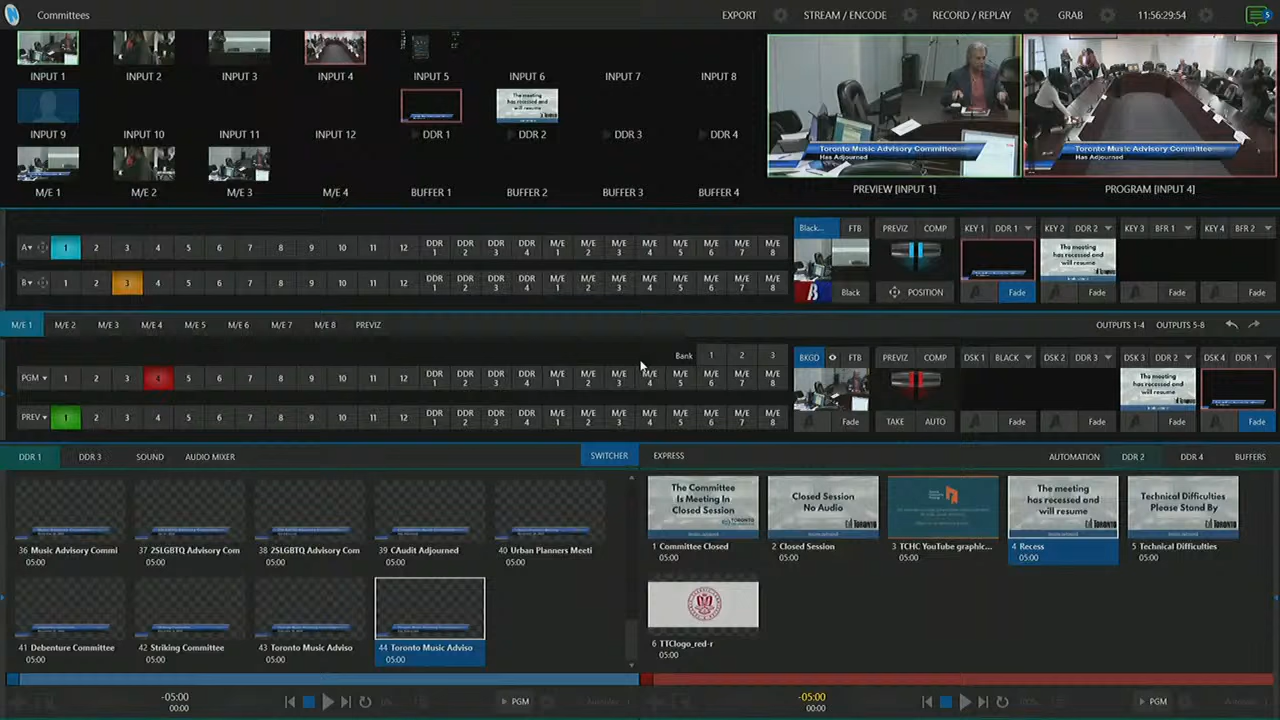 Committees
EXPORT
STREAM / ENCODE
RECORD / REPLAY
GRAB
11:56:29:54
5
INPUT 1
INPUT 2
INPUT 3
INPUT 4
INPUT 5
INPUT 6
INPUT 7
INPUT 8
The meeting
has recessed and
will resume
INPUT 9
INPUT 10
INPUT 11
INPUT 12
DDR 1
DDR 2
DDR 3
DDR 4
M/E 1
M/E 2
M/E 3
M/E 4
BUFFER 1
BUFFER 2
BUFFER 3
BUFFER 4
Toronto Music Advisory Committee
Has Adjourned
Toronto Music Advisory Committee
Has Adjourned
PREVIEW [INPUT 1]
PROGRAM [INPUT 4]
A 1 2 3 4 5 6 7 8 9 10 11 12 DDR 1 DDR 2 DDR 3 DDR 4 M/E 1 M/E 2 M/E 3 M/E 4 M/E 5 M/E 6 M/E 7 M/E 8
B 1 2 3 4 5 6 7 8 9 10 11 12 DDR 1 DDR 2 DDR 3 DDR 4 M/E 1 M/E 2 M/E 3 M/E 4 M/E 5 M/E 6 M/E 7 M/E 8
Black... FTB PREVIZ COMP KEY 1 DDR 1 KEY 2 DDR 2 KEY 3 BFR 1 KEY 4 BFR 2
The meeting
has recessed and
will resume
B Black POSITION Fade Fade Fade Fade
M/E 1 M/E 2 M/E 3 M/E 4 M/E 5 M/E 6 M/E 7 M/E 8 PREVIZ OUTPUTS 1-4 OUTPUTS 5-8
Bank 1 2 3
BKGD FTB PREVIZ COMP DSK 1 BLACK DSK 2 DDR 3 DSK 3 DDR 2 DSK 4 DDR 1
PGM 1 2 3 4 5 6 7 8 9 10 11 12 DDR 1 DDR 2 DDR 3 DDR 4 M/E 1 M/E 2 M/E 3 M/E 4 M/E 5 M/E 6 M/E 7 M/E 8
The meeting
has recessed and
will resume
PREV 1 2 3 4 5 6 7 8 9 10 11 12 DDR 1 DDR 2 DDR 3 DDR 4 M/E 1 M/E 2 M/E 3 M/E 4 M/E 5 M/E 6 M/E 7 M/E 8
Fade TAKE AUTO Fade Fade Fade Fade
DDR 1 DDR 3 SOUND AUDIO MIXER SWITCHER EXPRESS AUTOMATION DDR 2 DDR 4 BUFFERS
36 Music Advisory Commi
05:00
37 2SLGBTQ Advisory Com
05:00
38 2SLGBTQ Advisory Com
05:00
39 CAudit Adjourned
05:00
40 Urban Planners Meeti
05:00
41 Debenture Committee
05:00
42 Striking Committee
05:00
43 Toronto Music Adviso
05:00
44 Toronto Music Adviso
05:00
The Committee
Is Meeting In
Closed Session
TORONTO
1 Committee Closed
05:00
Closed Session
No Audio
TORONTO
2 Closed Session
05:00
3 TCHC YouTube graphic...
05:00
The meeting
has recessed and
will resume
TORONTO
4 Recess
05:00
Technical Difficulties
Please Stand By
TORONTO
5 Technical Difficulties
05:00
6 TTClogo_red-r
05:00
-05:00
00:00
PGM
-05:00
00:00
PGM